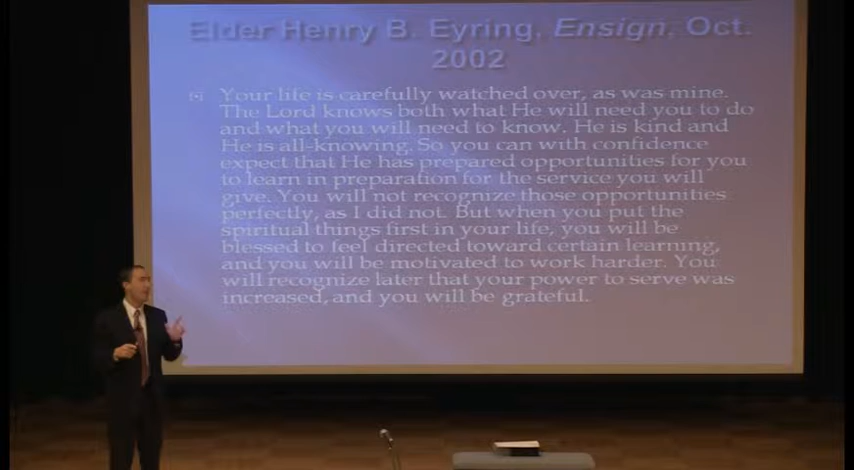 Elder Henry B. Eyring, Ensign. Oct.
2002
Your life is carefully watched over, as was mine.
The Lord knows both what He will need you to do
and what you will need to know. He is kind and
He is all-knowing. So you can with confidence
expect that He has prepared opportunities for you
to learn in preparation for the service you will
give. You will not recognize those opportunities
perfectly, as I did not. But when you put the
spiritual things first in your life, you will be
blessed to feel directed toward certain learning,
and you will be motivated to work harder. You
will recognize later that your power to serve was
increased, and you will be grateful.